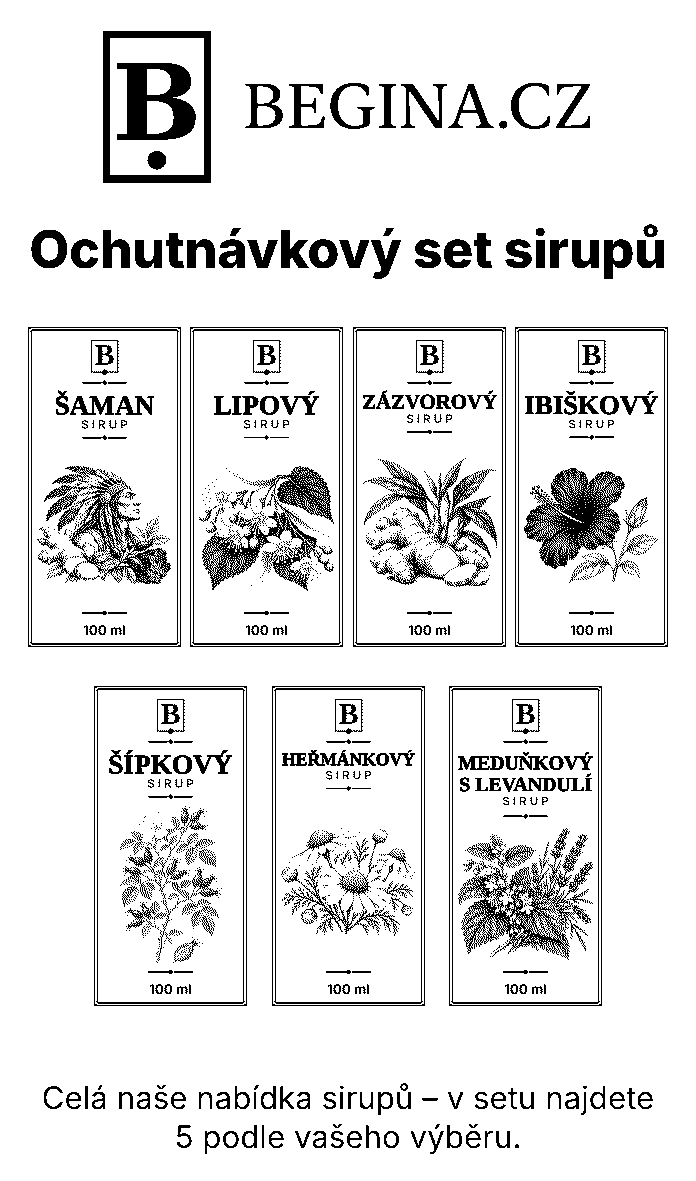 B
BEGINA.CZ
Ochutnávkový set sirupů
B
ŠAMAN
SIRUP
100 ml
B
LIPOVÝ
SIRUP
100 ml
B
ZÁZVOROVÝ
SIRUP
100 ml
B
IBIŠKOVÝ
SIRUP
100 ml
B
ŠÍPKOVÝ
SIRUP
100 ml
B
HEŘMÁNKOVÝ
SIRUP
100 ml
B
MEDUŇKOVÝ
S LEVANDULÍ
SIRUP
100 ml
Celá naše nabídka sirupů – v setu najdete
5 podle vašeho výběru.